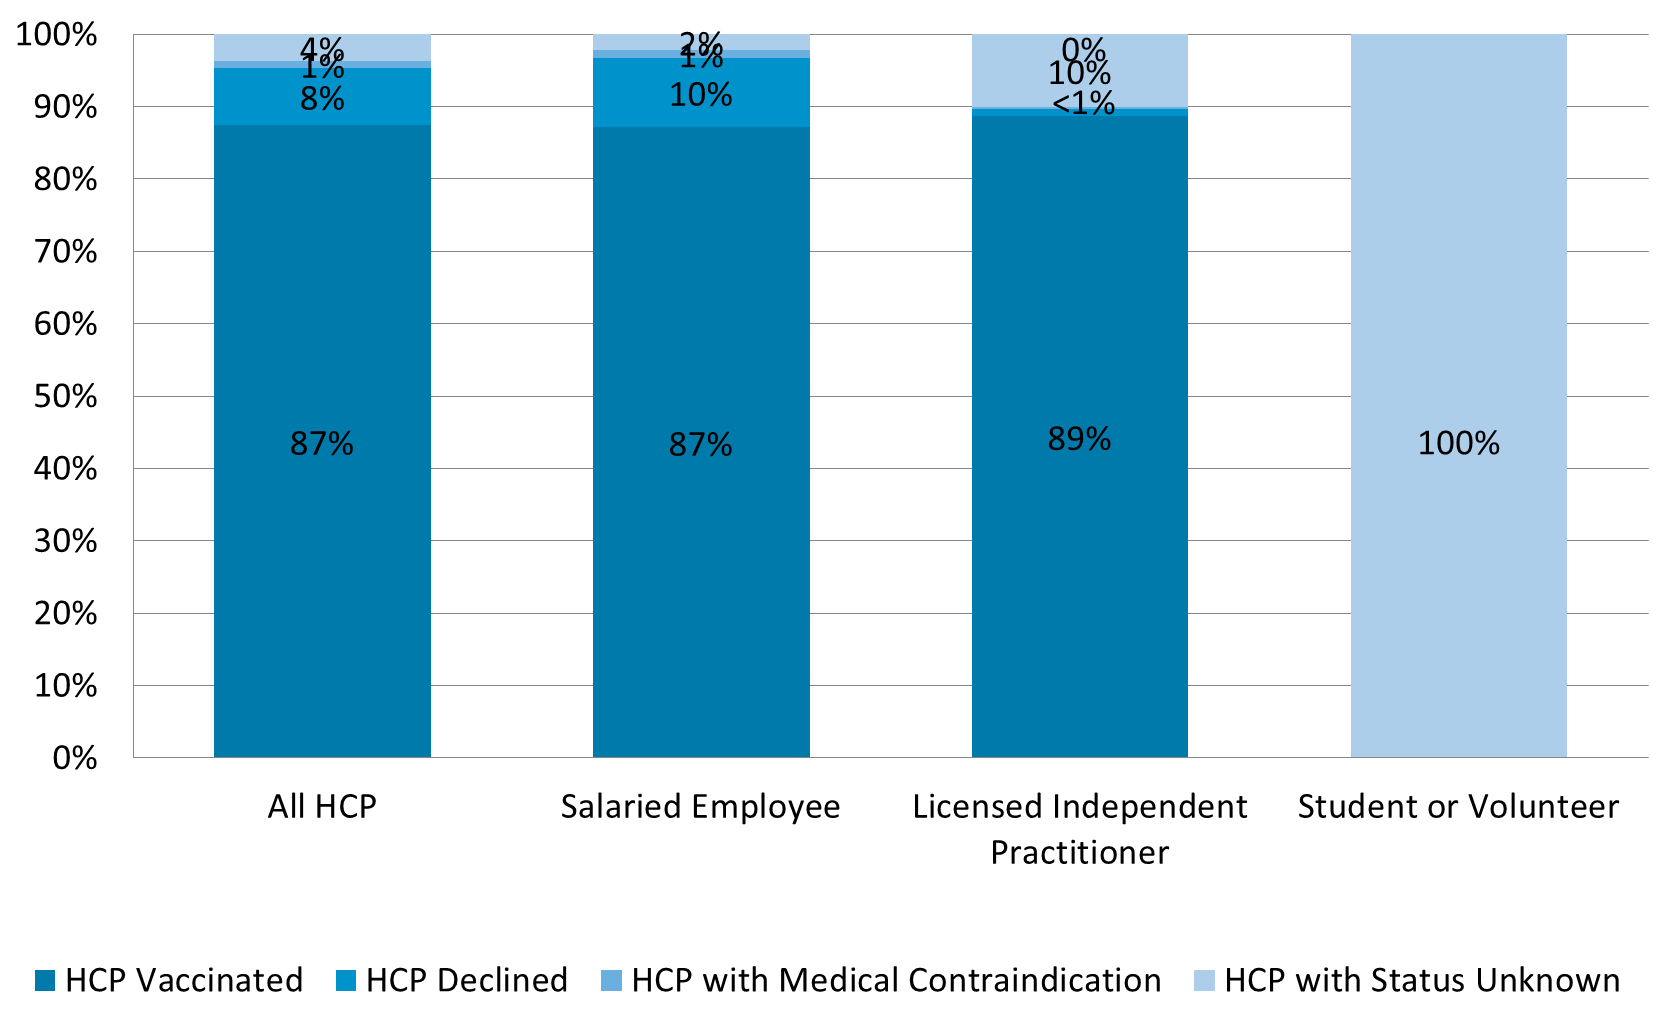 100%
90%
80%
70%
60%
50%
40%
30%
20%
10%
0%
4%
1%
8%
87%
2%
1%
10%
87%
0%
10%
<1%
89%
100%
All HCP
Salaried Employee
Licensed Independent
Practitioner
Student or Volunteer
HCP Vaccinated
HCP Declined
HCP with Medical Contraindication
HCP with Status Unknown